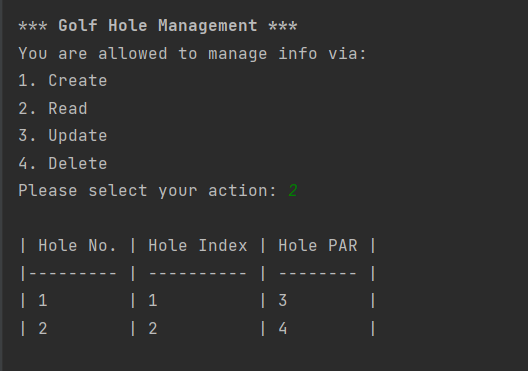 *** Golf Hole Management ***
You are allowed to manage info via:
1. Create
2. Read
3. Update
4. Delete
Please select your action: 2
| Hole No. | Hole Index | Hole PAR |
|--------- | ---------- | -------- |
| 1        | 1          | 3        |
| 2        | 2          | 4        |